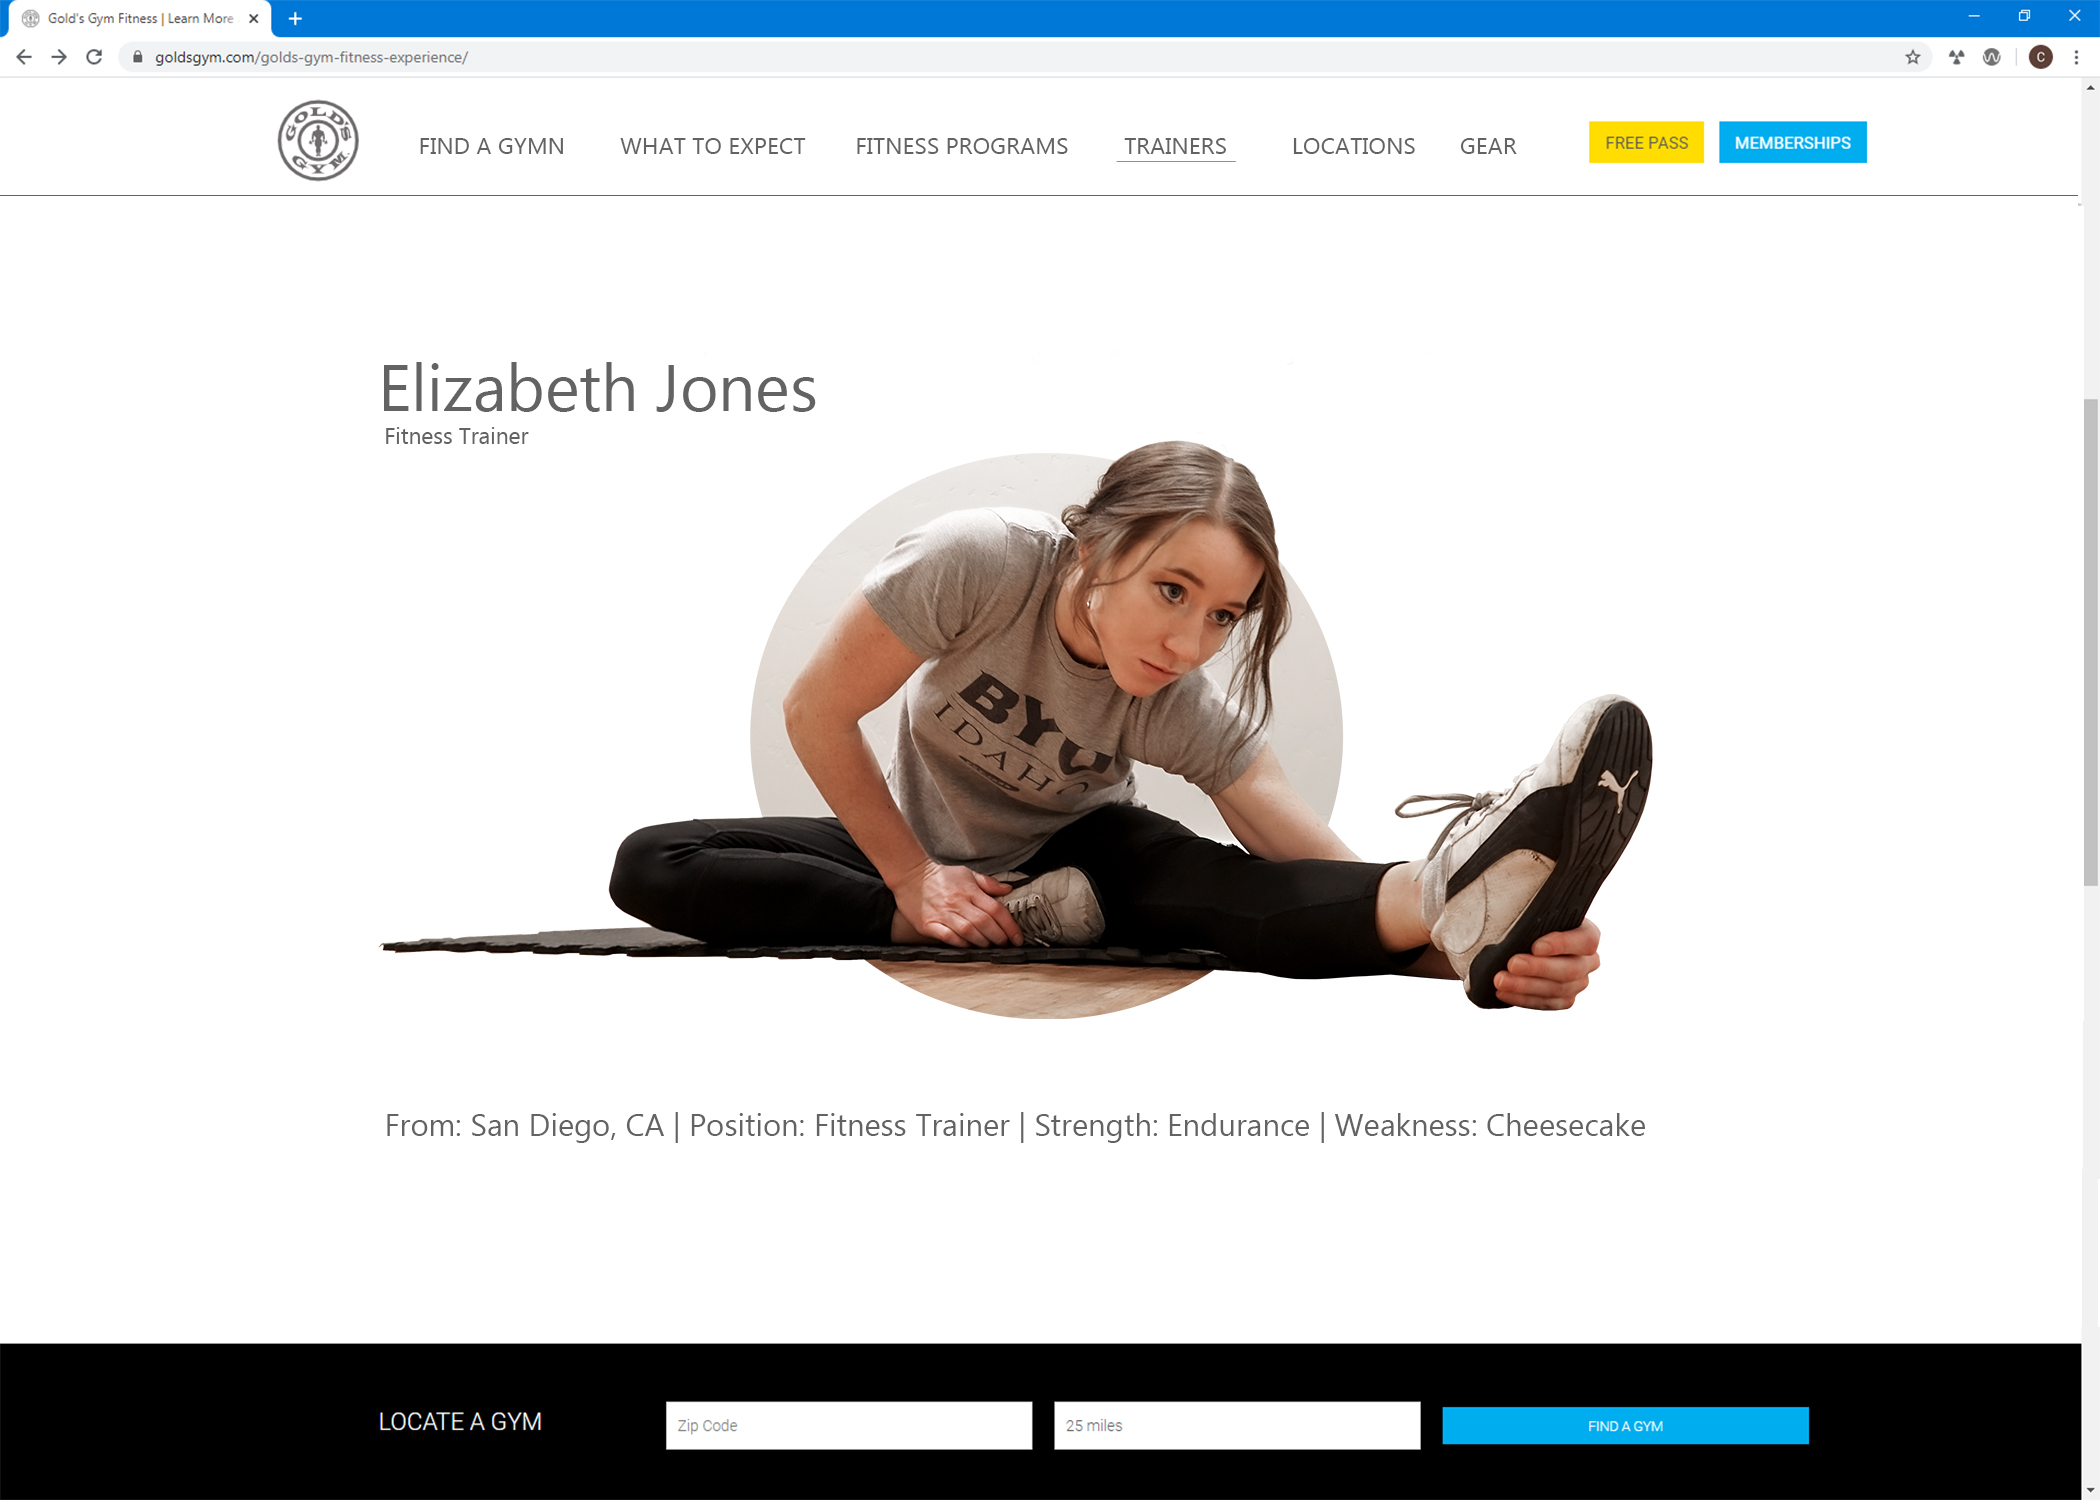 Gold's Gym Fitness | Learn More
goldsgym.com/golds-gym-fitness-experience/
C
GOLD'S GYM.
FIND A GYMN WHAT TO EXPECT FITNESS PROGRAMS TRAINERS LOCATIONS GEAR FREE PASS MEMBERSHIPS
Elizabeth Jones
Fitness Trainer
BYU
IDAHO
From: San Diego, CA | Position: Fitness Trainer | Strength: Endurance | Weakness: Cheesecake
LOCATE A GYM Zip Code 25 miles FIND A GYM